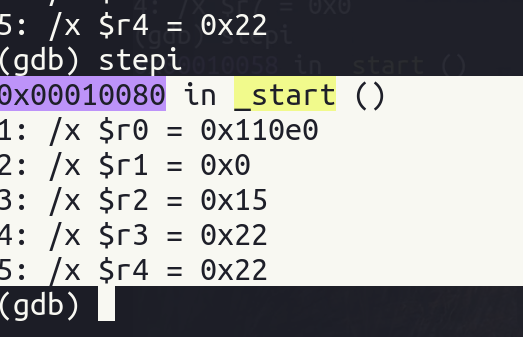 5: /x $r4 = 0x22
(gdb) stepi
0x00010080 in _start ()
1: /x $r0 = 0x110e0
2: /x $r1 = 0x0
3: /x $r2 = 0x15
4: /x $r3 = 0x22
5: /x $r4 = 0x22
(gdb)